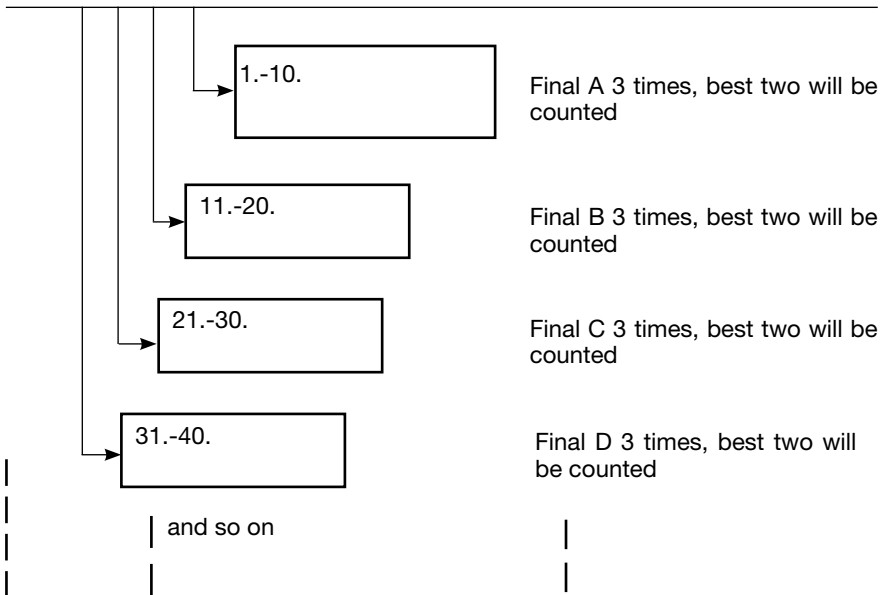 1.-10.
Final A 3 times, best two will be
counted
11.-20.
Final B 3 times, best two will be
counted
21.-30.
Final C 3 times, best two will be
counted
31.-40.
Final D 3 times, best two will
be counted
and so on